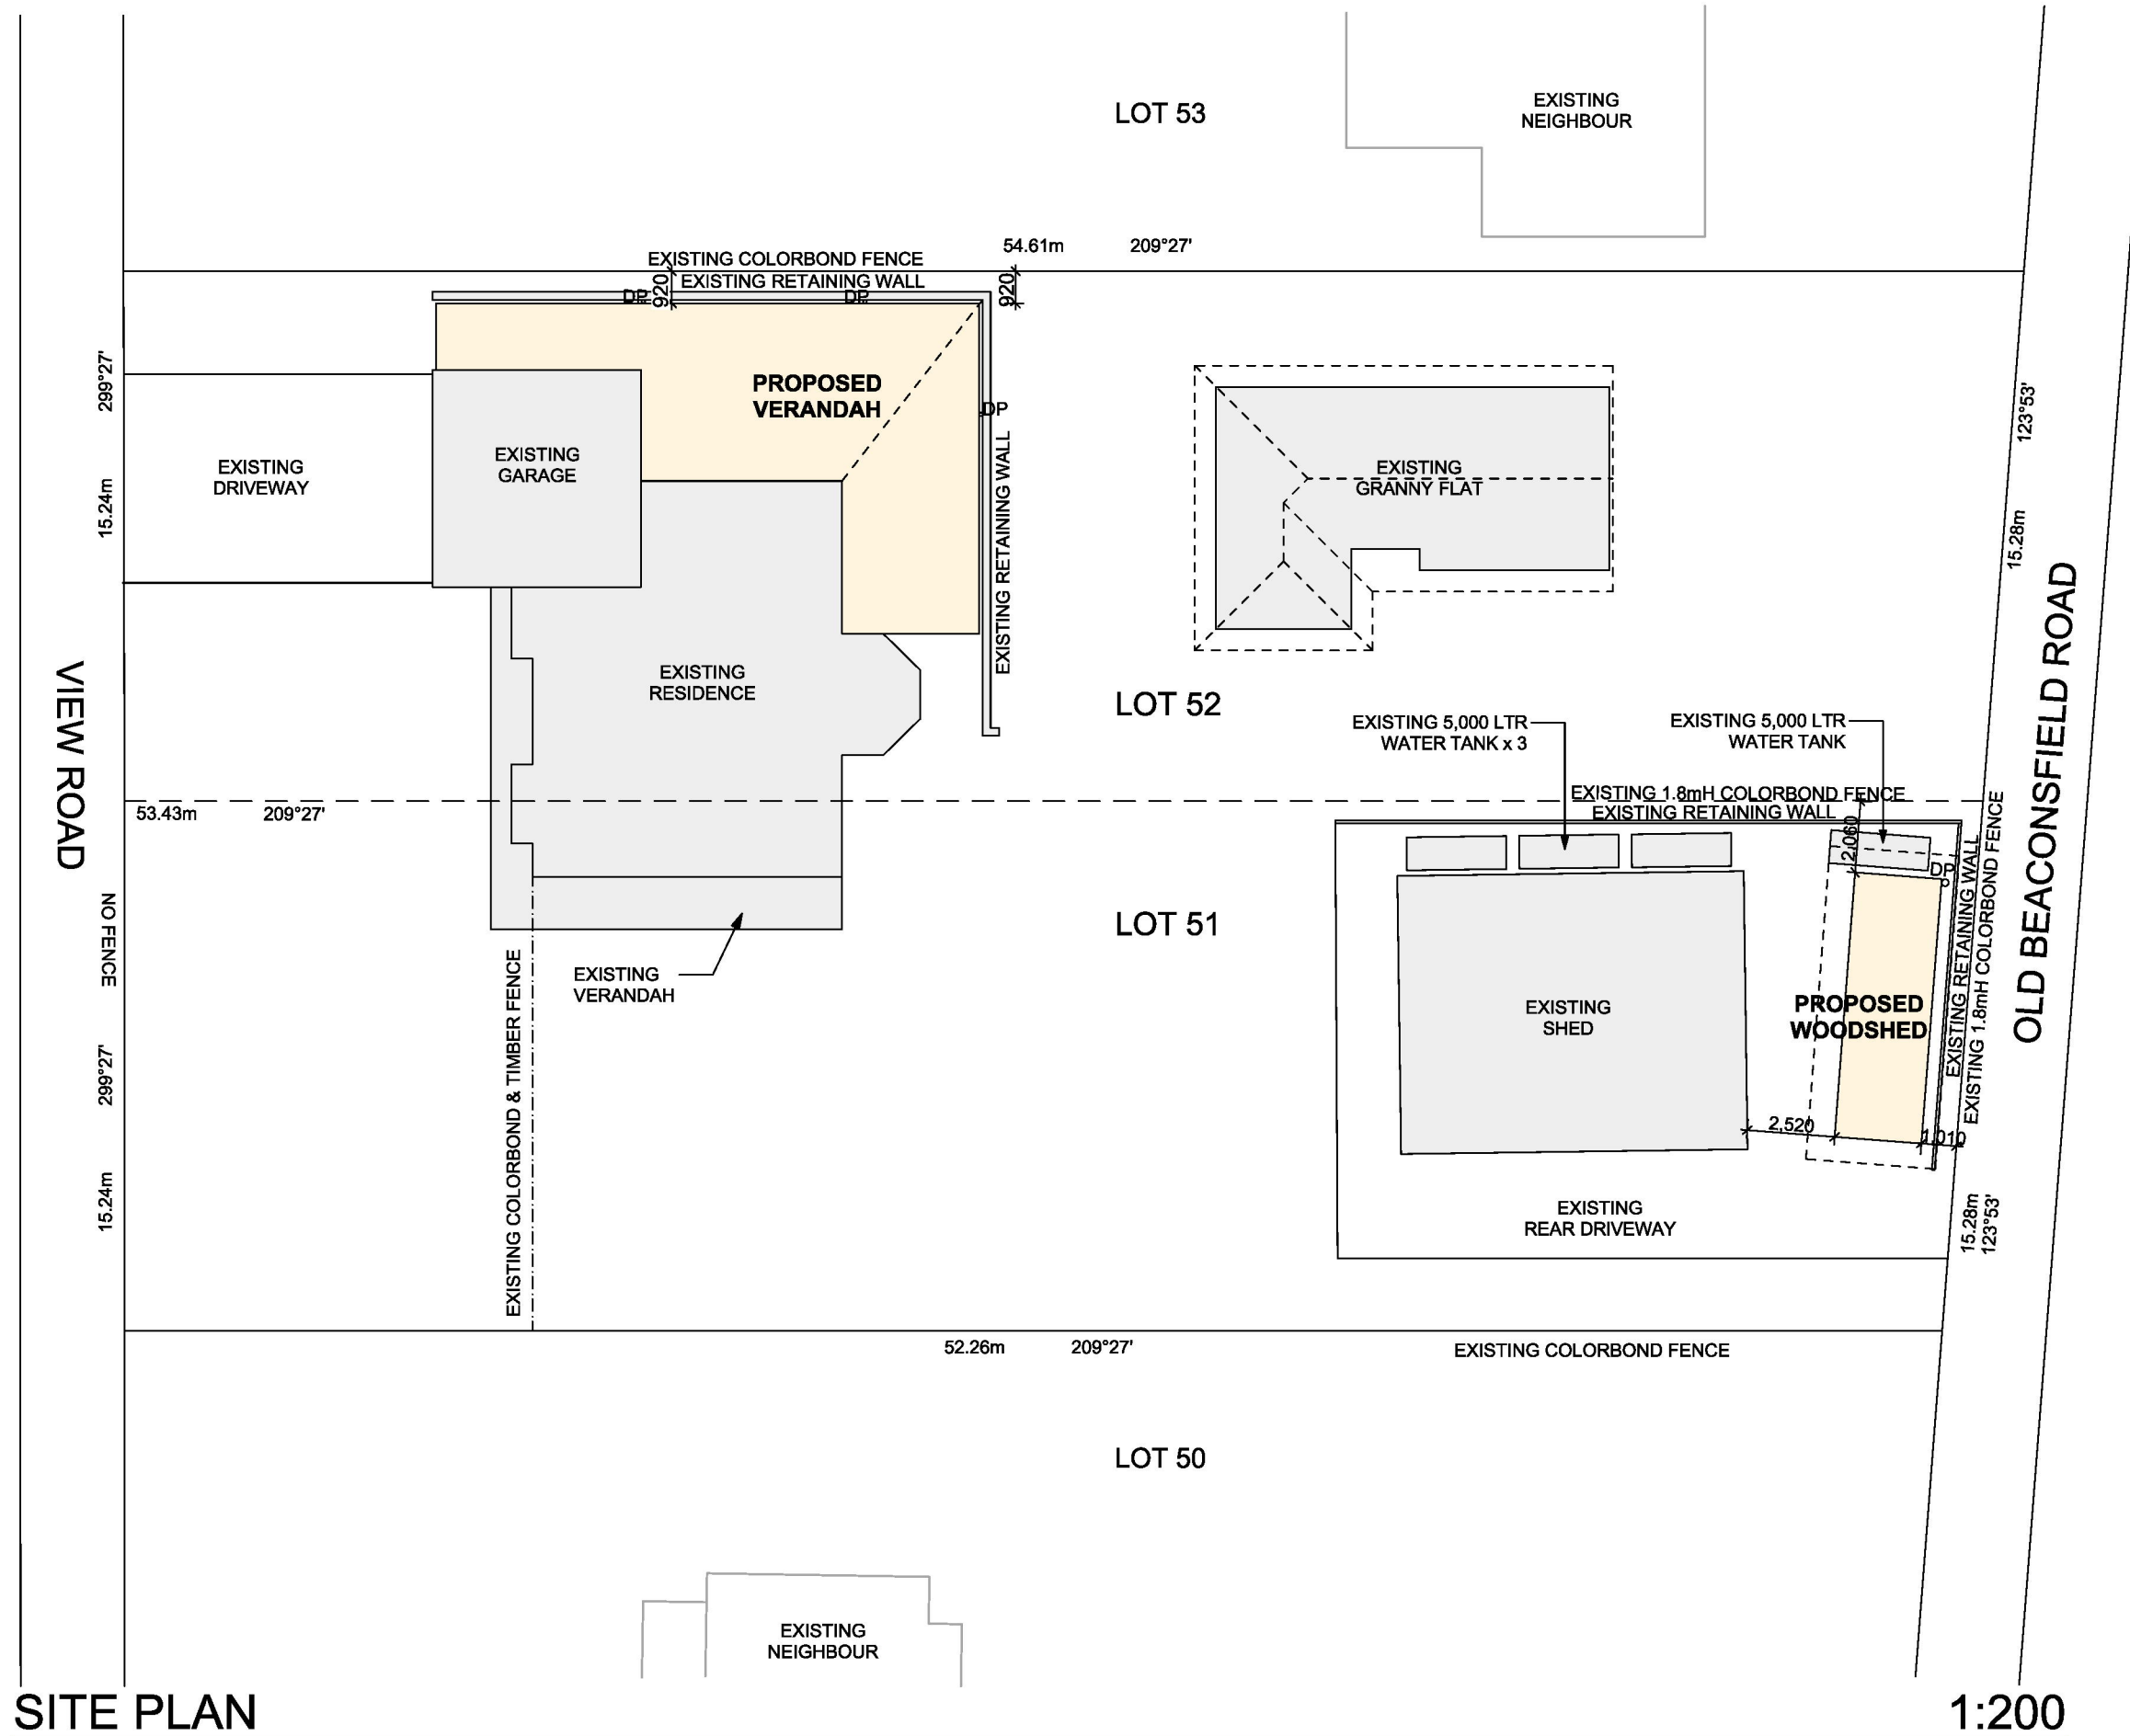 LOT 53
EXISTING
NEIGHBOUR
54.61m
209°27'
EXISTING COLORBOND FENCE
EXISTING RETAINING WALL
DP
920
DP
920
299°27'
15.24m
EXISTING
DRIVEWAY
EXISTING
GARAGE
PROPOSED
VERANDAH
DP
EXISTING RETAINING WALL
EXISTING
GRANNY FLAT
123°53'
15.28m
VIEW ROAD
EXISTING
RESIDENCE
LOT 52
EXISTING 5,000 LTR
WATER TANK x 3
EXISTING 5,000 LTR
WATER TANK
OLD BEACONSFIELD ROAD
53.43m
209°27'
EXISTING 1.8mH COLORBOND FENCE
EXISTING RETAINING WALL
2,060
DP
EXISTING RETAINING WALL
EXISTING 1.8mH COLORBOND FENCE
NO FENCE
LOT 51
EXISTING
VERANDAH
EXISTING COLORBOND & TIMBER FENCE
EXISTING
SHED
PROPOSED
WOODSHED
299°27'
15.24m
2,520
1,010
EXISTING
REAR DRIVEWAY
15.28m
123°53'
52.26m
209°27'
EXISTING COLORBOND FENCE
LOT 50
EXISTING
NEIGHBOUR
SITE PLAN
1:200